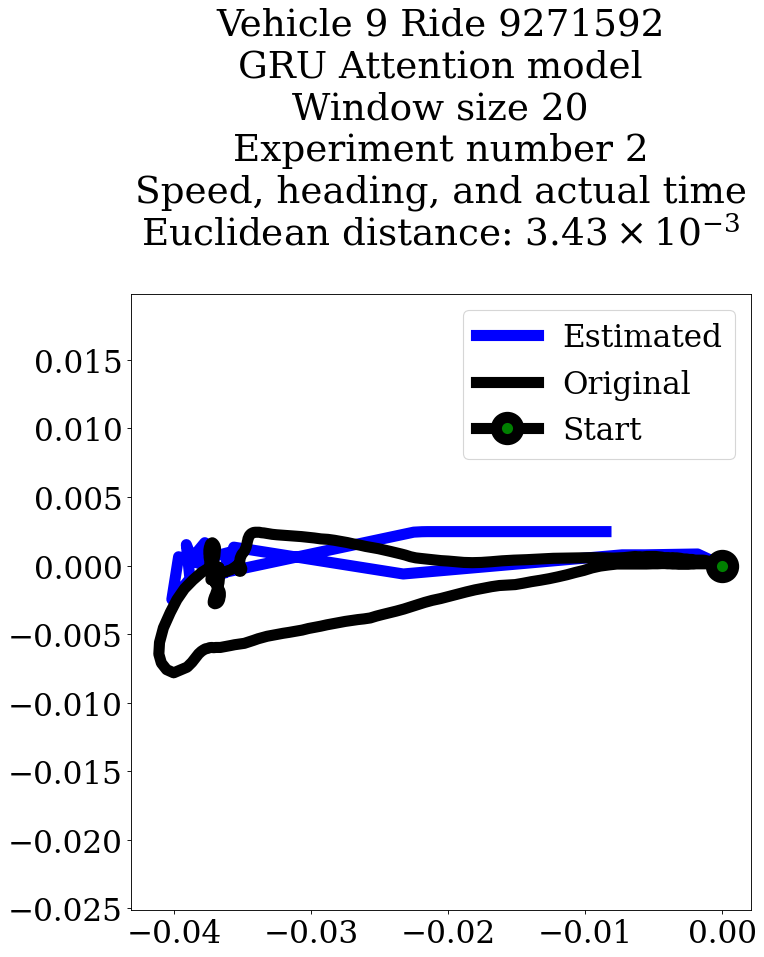 Vehicle 9 Ride 9271592
GRU Attention model
Window size 20
Experiment number 2
Speed, heading, and actual time
Euclidean distance: 3.43 × 10⁻³
Estimated
Original
Start
0.015
0.010
0.005
0.000
−0.005
−0.010
−0.015
−0.020
−0.025
−0.04 −0.03 −0.02 −0.01 0.00